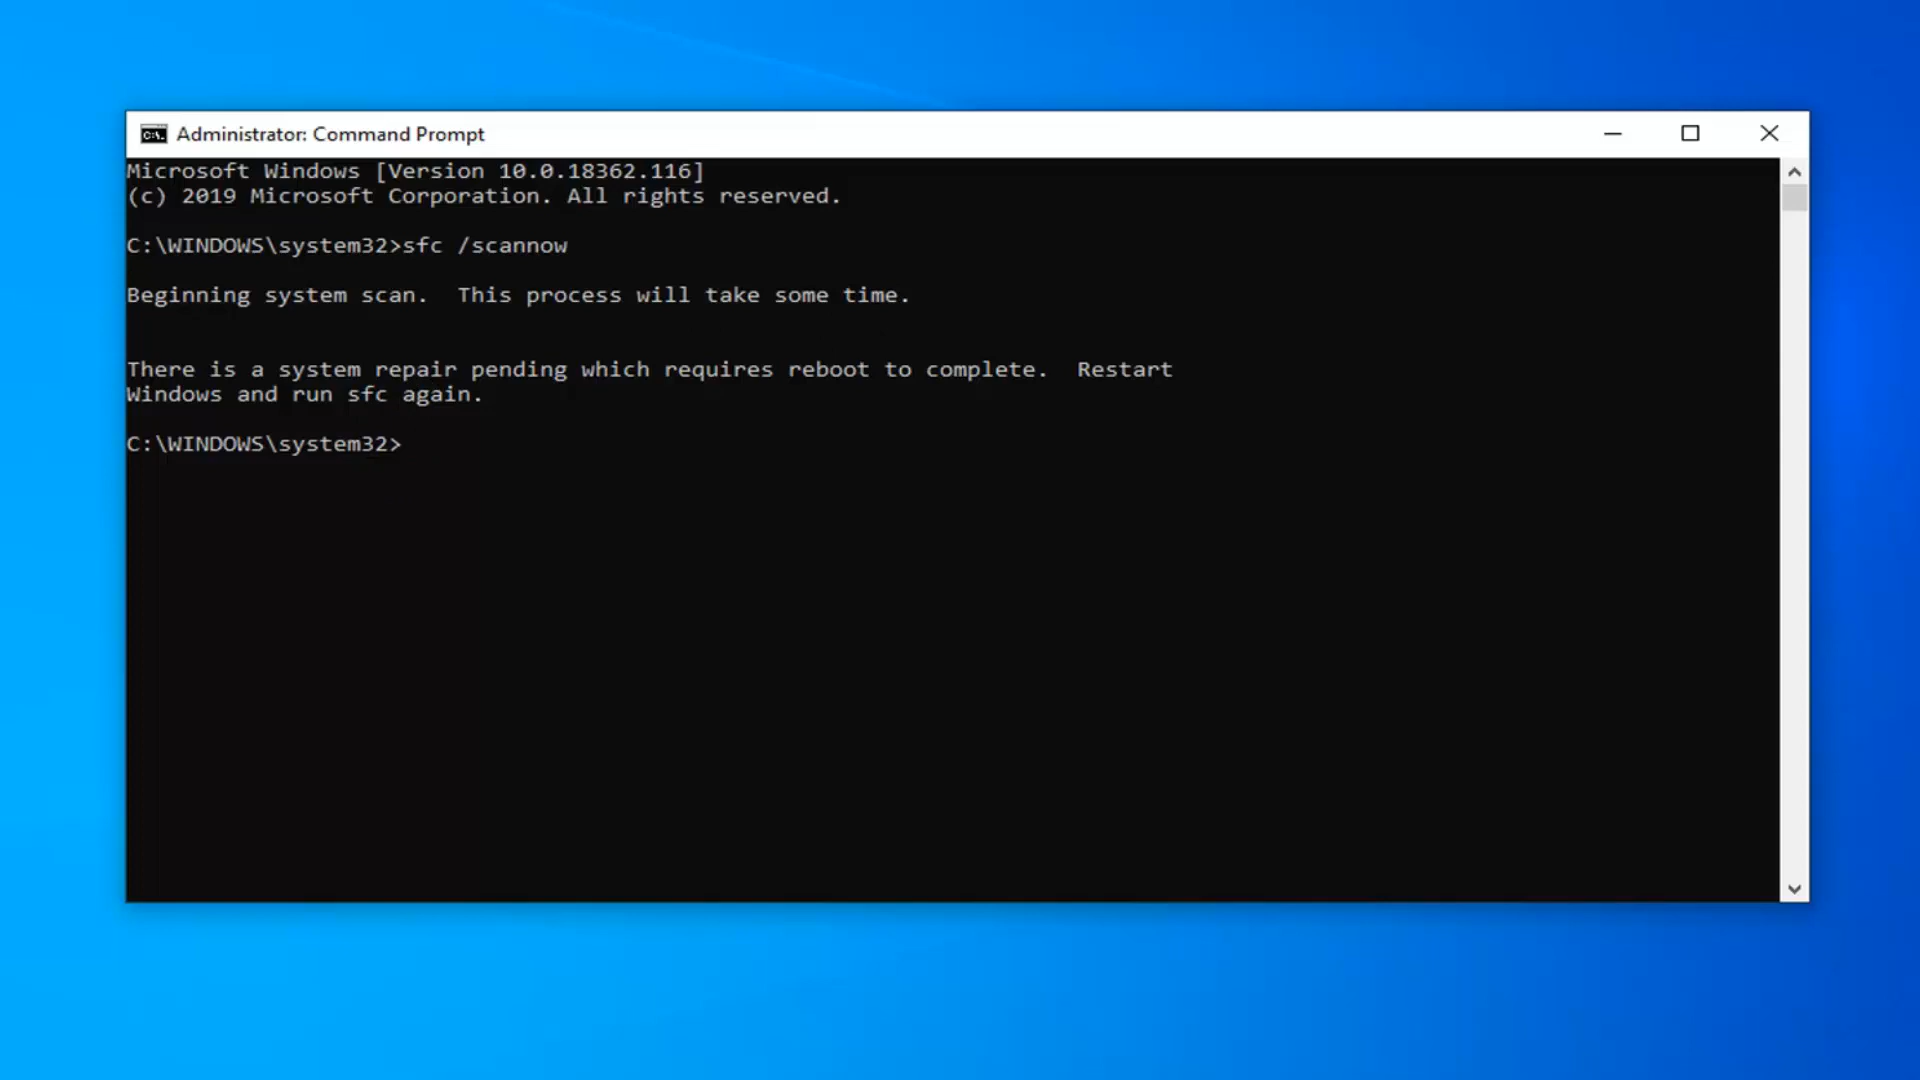 Administrator: Command Prompt
Microsoft Windows [Version 10.0.18362.116]
(c) 2019 Microsoft Corporation. All rights reserved.
C:\WINDOWS\system32>sfc /scannow
Beginning system scan.  This process will take some time.
There is a system repair pending which requires reboot to complete.  Restart
Windows and run sfc again.
C:\WINDOWS\system32>